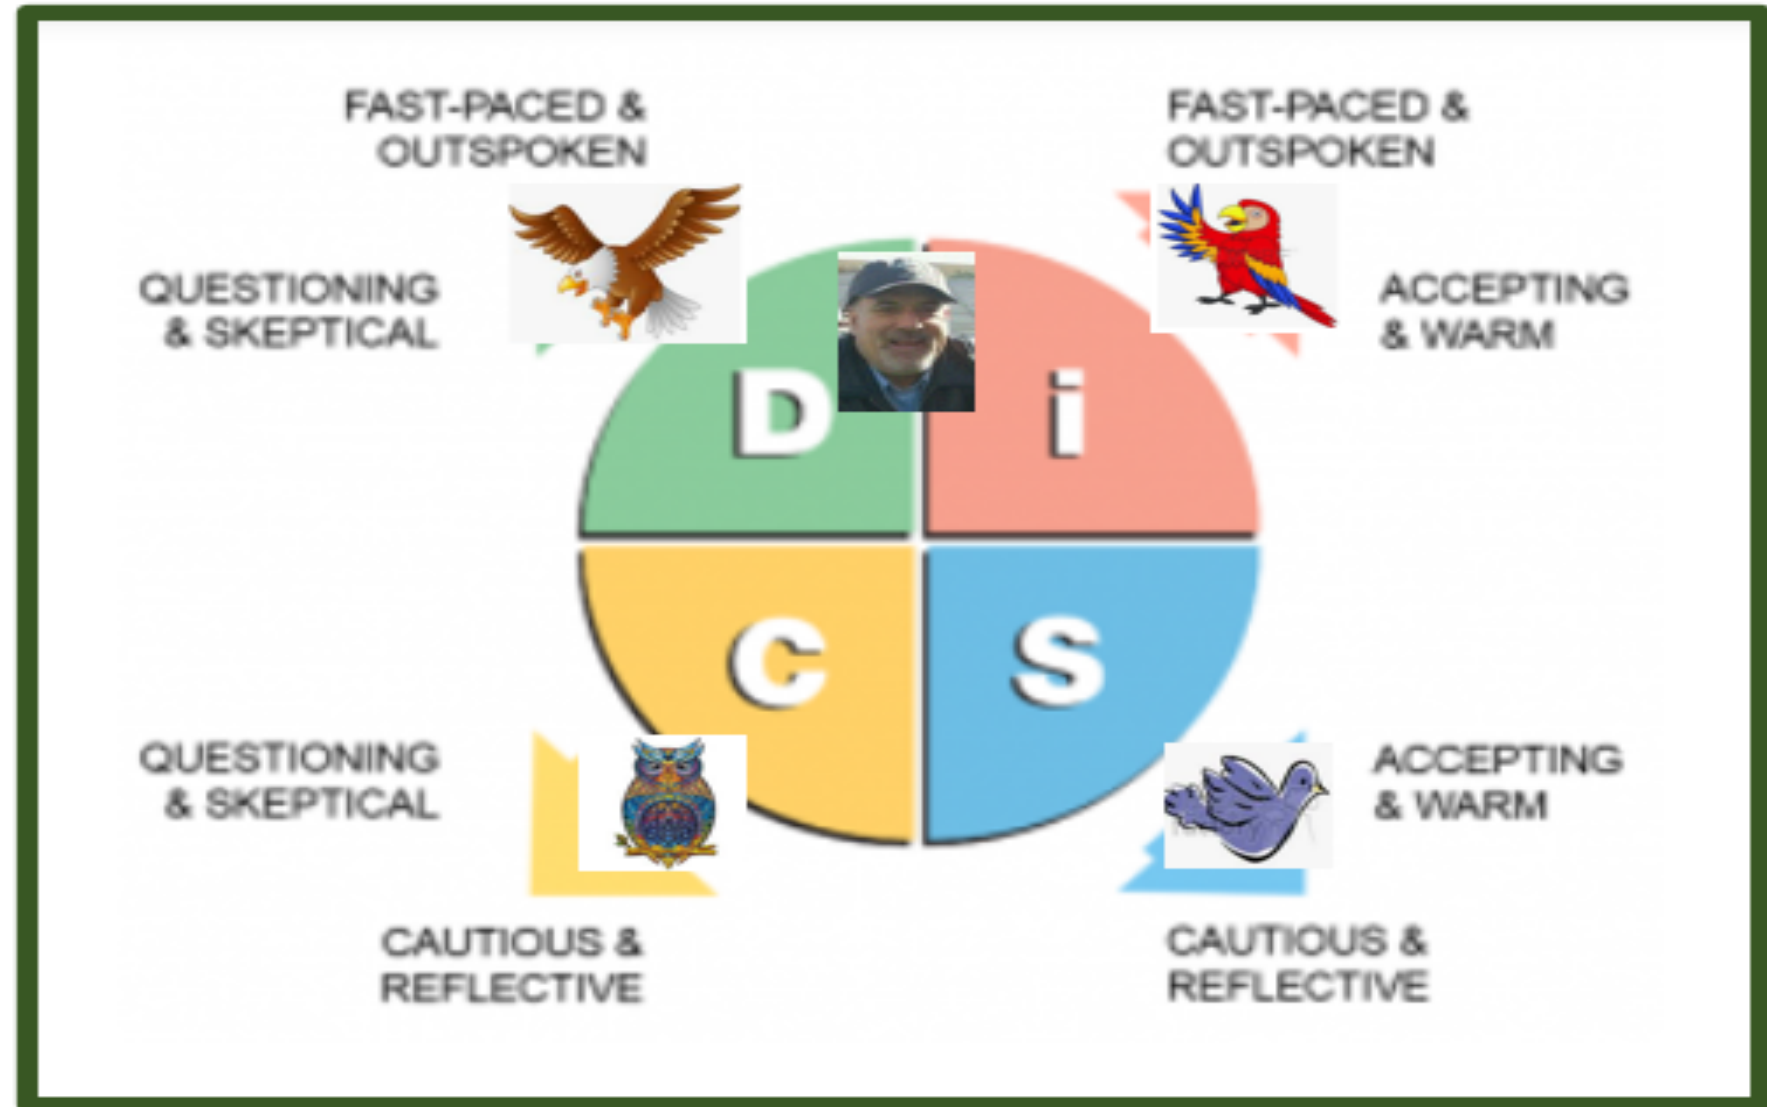 FAST-PACED &
OUTSPOKEN
FAST-PACED &
OUTSPOKEN
QUESTIONING
& SKEPTICAL
ACCEPTING
& WARM
D
i
C
S
QUESTIONING
& SKEPTICAL
ACCEPTING
& WARM
CAUTIOUS &
REFLECTIVE
CAUTIOUS &
REFLECTIVE